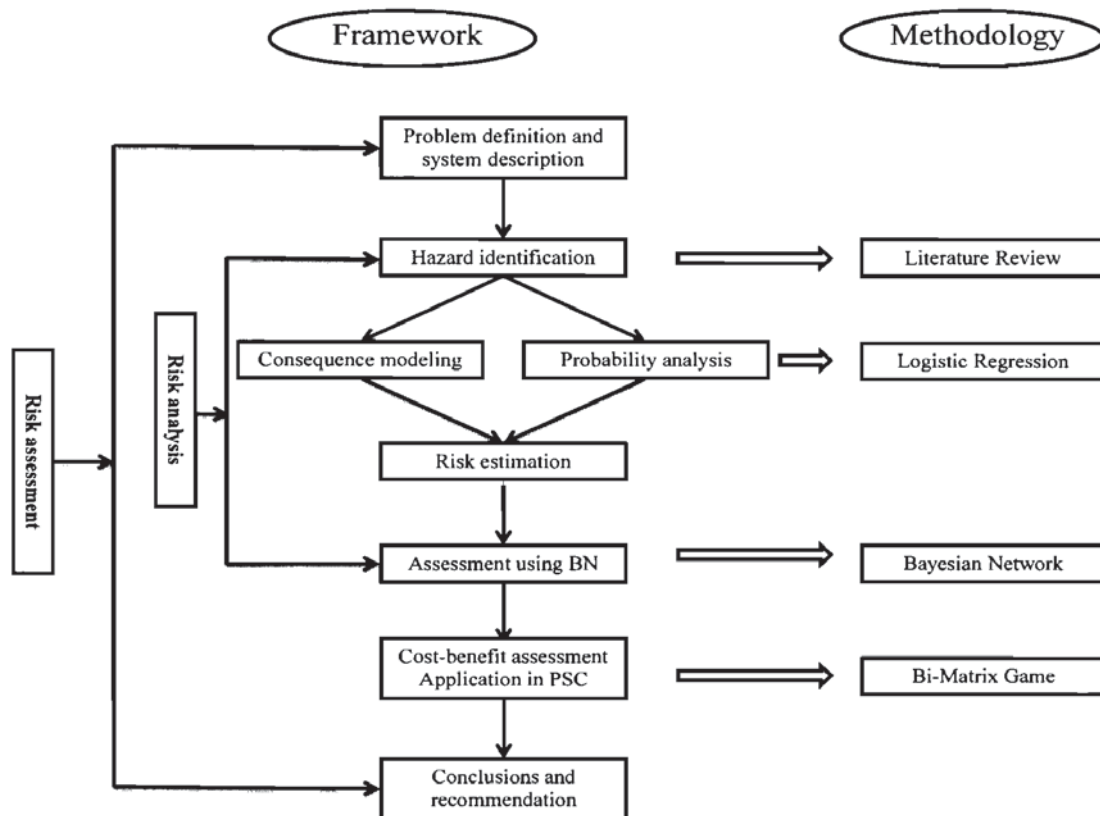 Framework
Methodology
Problem definition and
system description
Hazard identification
Literature Review
Consequence modeling
Probability analysis
Logistic Regression
Risk analysis
Risk assessment
Risk estimation
Assessment using BN
Bayesian Network
Cost-benefit assessment
Application in PSC
Bi-Matrix Game
Conclusions and
recommendation